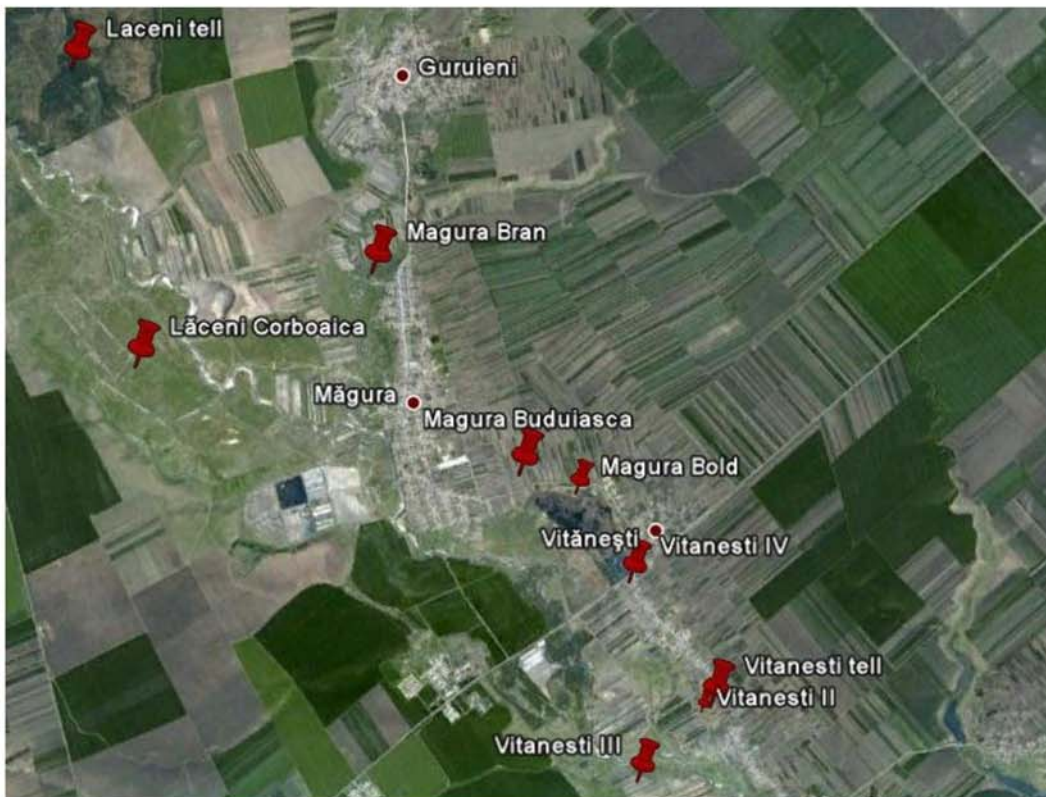 Laceni tell
Guruieni
Magura Bran
Lăceni Corboaica
Măgura
Magura Buduiasca
Magura Bold
Vitănești
Vitanesti IV
Vitanesti tell
Vitanesti II
Vitanesti III